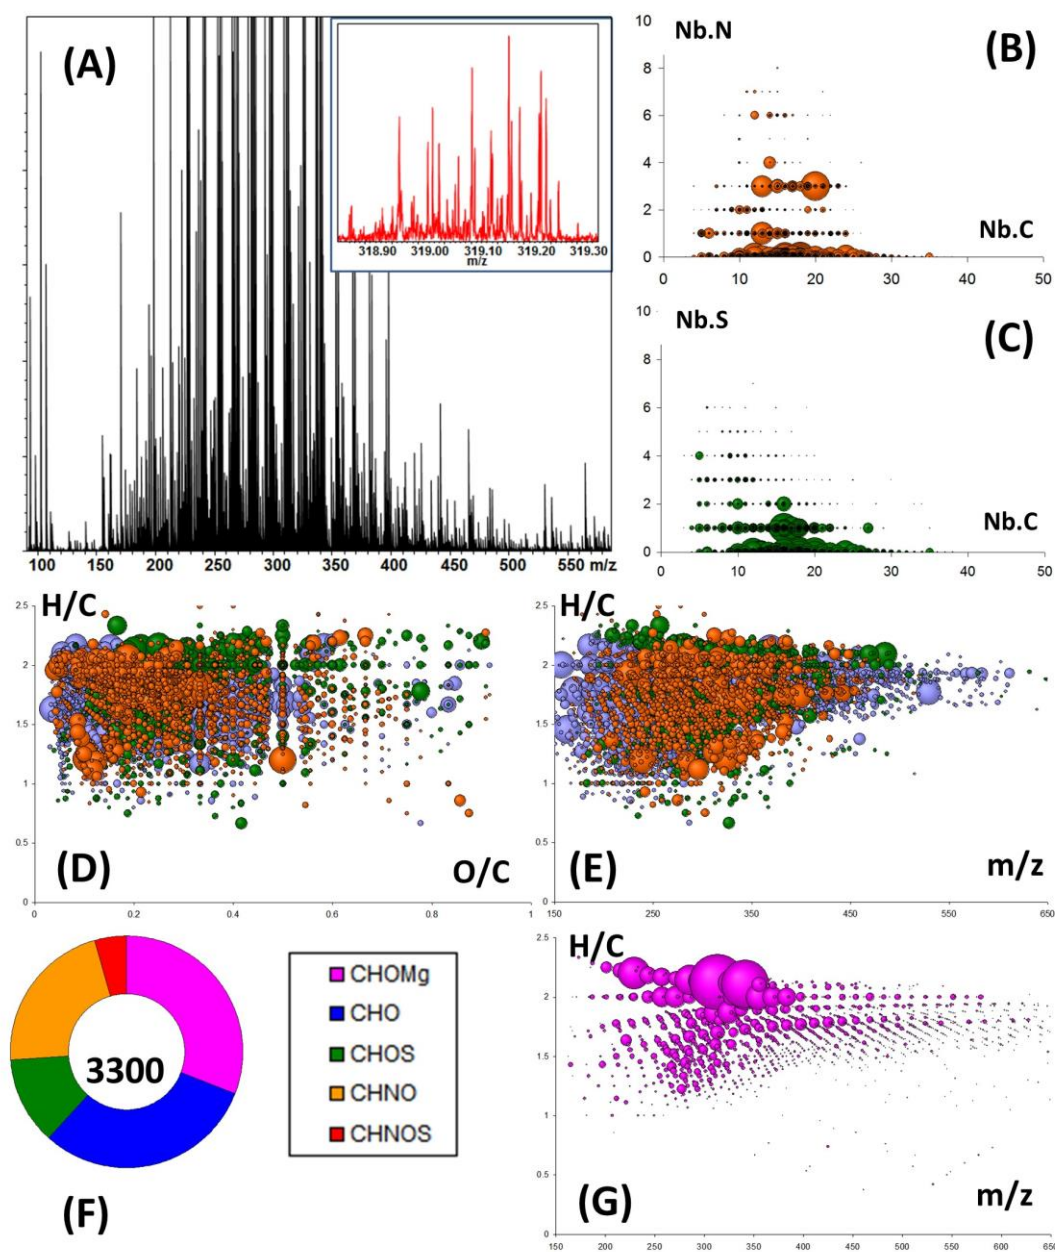 (A)
318.90 319.00 319.10 319.20 319.30
m/z
100 150 200 250 300 350 400 450 500 550 m/z
10
Nb.N
(B)
8
6
4
2
Nb.C
0
0 10 20 30 40 50
10
Nb.S
(C)
8
6
4
2
Nb.C
0
0 10 20 30 40 50
2.5
H/C
2
1.5
1
0.5
(D)
O/C
0
0 0.2 0.4 0.6 0.8 1
2.5
H/C
2
1.5
1
0.5
(E)
m/z
0
150 250 350 450 550 650
3300
(F)
CHOMg
CHO
CHOS
CHNO
CHNOS
2.5
H/C
2
1.5
1
0.5
(G)
m/z
0
150 200 250 300 350 400 450 500 550 600 650